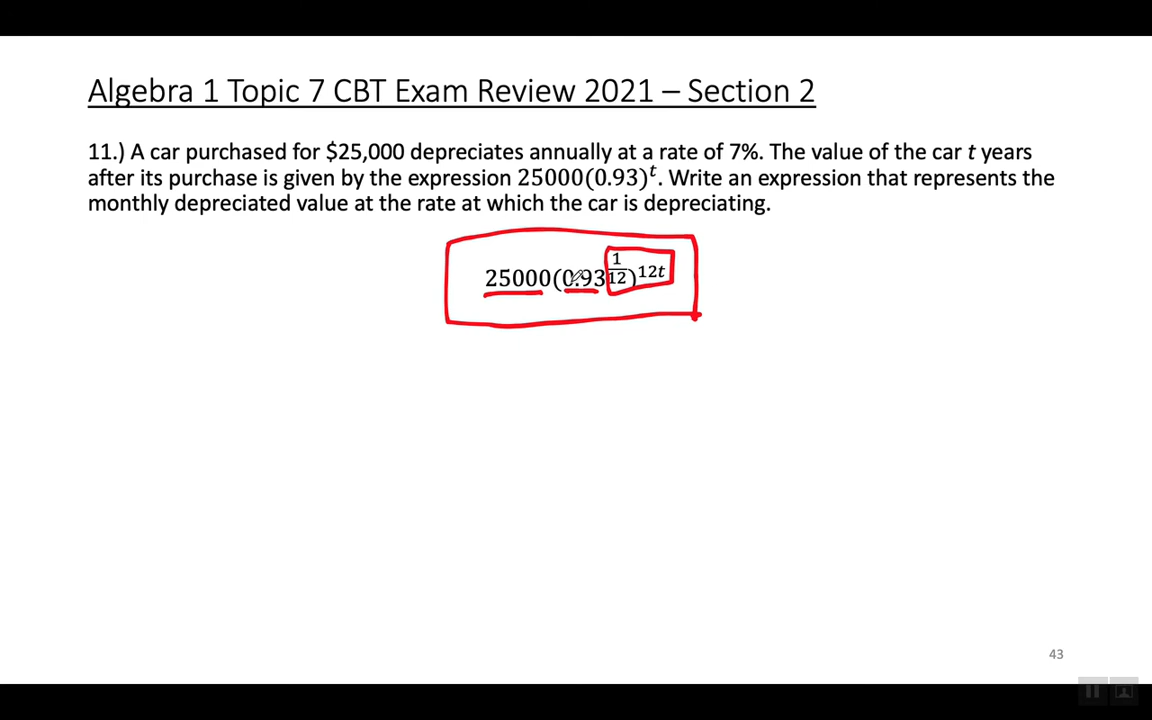 Algebra 1 Topic 7 CBT Exam Review 2021 – Section 2
11.) A car purchased for $25,000 depreciates annually at a rate of 7%. The value of the car t years
after its purchase is given by the expression 25000(0.93)^t. Write an expression that represents the
monthly depreciated value at the rate at which the car is depreciating.
25000(0.93^(1/12))^(12t)
43